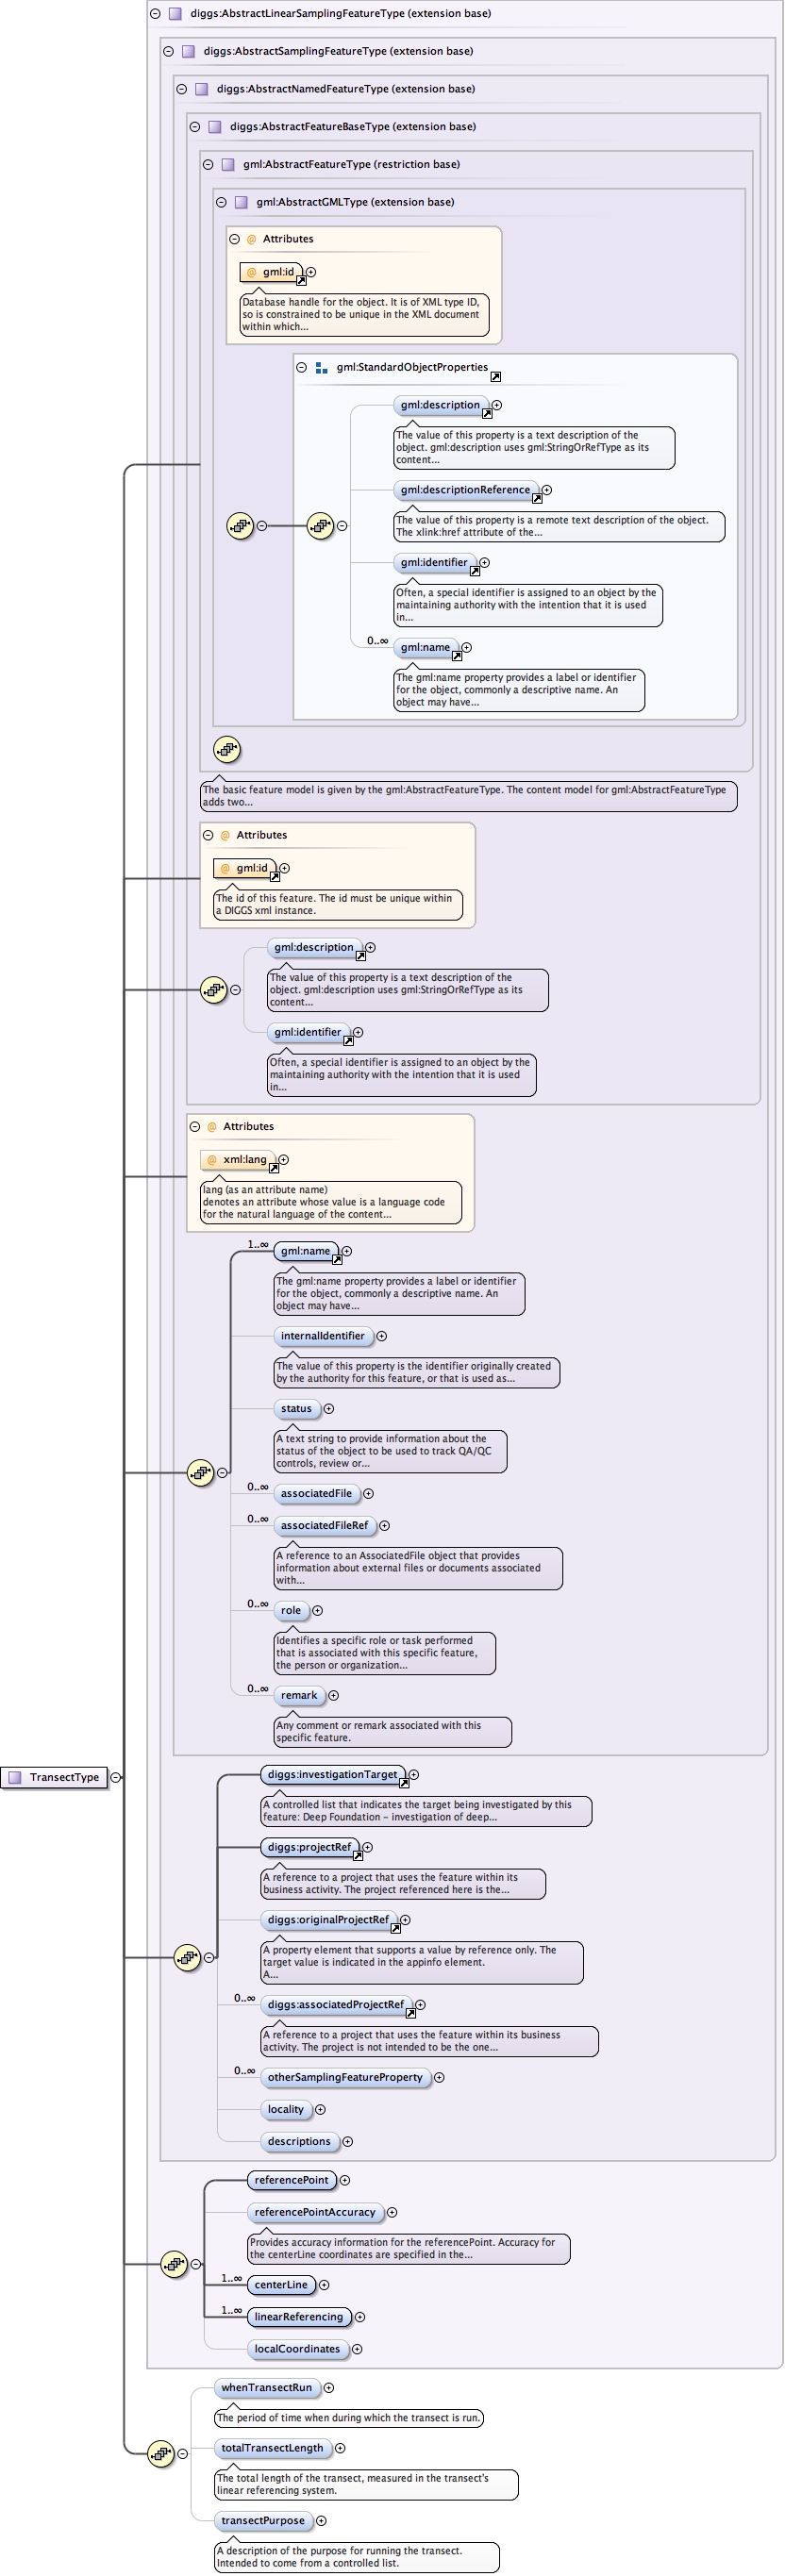 diggs:AbstractLinearSamplingFeatureType (extension base)
diggs:AbstractSamplingFeatureType (extension base)
diggs:AbstractNamedFeatureType (extension base)
diggs:AbstractFeatureBaseType (extension base)
gml:AbstractFeatureType (restriction base)
gml:AbstractGMLType (extension base)
@ Attributes
@ gml:id
Database handle for the object. It is of XML type ID,
so is constrained to be unique in the XML document
within which...
gml:StandardObjectProperties
gml:description
The value of this property is a text description of the
object. gml:description uses gml:StringOrRefType as its
content...
gml:descriptionReference
The value of this property is a remote text description of the object.
The xlink:href attribute of the...
gml:identifier
Often, a special identifier is assigned to an object by the
maintaining authority with the intention that it is used
in...
0..∞
gml:name
The gml:name property provides a label or identifier
for the object, commonly a descriptive name. An
object may have...
The basic feature model is given by the gml:AbstractFeatureType. The content model for gml:AbstractFeatureType
adds two...
@ Attributes
@ gml:id
The id of this feature. The id must be unique within
a DIGGS xml instance.
gml:description
The value of this property is a text description of the
object. gml:description uses gml:StringOrRefType as its
content...
gml:identifier
Often, a special identifier is assigned to an object by the
maintaining authority with the intention that it is used
in...
@ Attributes
@ xml:lang
lang (as an attribute name)
denotes an attribute whose value is a language code
for the natural language of the content...
1..∞
gml:name
The gml:name property provides a label or identifier
for the object, commonly a descriptive name. An
object may have...
internalIdentifier
The value of this property is the identifier originally created
by the authority for this feature, or that is used as...
status
A text string to provide information about the
status of the object to be used to track QA/QC
controls, review or...
0..∞
associatedFile
0..∞
associatedFileRef
A reference to an AssociatedFile object that provides
information about external files or documents associated
with...
0..∞
role
Identifies a specific role or task performed
that is associated with this specific feature,
the person or organization...
0..∞
remark
Any comment or remark associated with this
specific feature.
TransectType
diggs:investigationTarget
A controlled list that indicates the target being investigated by this
feature: Deep Foundation – investigation of deep...
diggs:projectRef
A reference to a project that uses the feature within its
business activity. The project referenced here is the...
diggs:originalProjectRef
A property element that supports a value by reference only. The
target value is indicated in the appinfo element.
A...
0..∞
diggs:associatedProjectRef
A reference to a project that uses the feature within its business
activity. The project is not intended to be the one...
0..∞
otherSamplingFeatureProperty
locality
descriptions
referencePoint
referencePointAccuracy
Provides accuracy information for the referencePoint. Accuracy for
the centerLine coordinates are specified in the...
1..∞
centerLine
1..∞
linearReferencing
localCoordinates
whenTransectRun
The period of time when during which the transect is run.
totalTransectLength
The total length of the transect, measured in the transect's
linear referencing system.
transectPurpose
A description of the purpose for running the transect.
Intended to come from a controlled list.